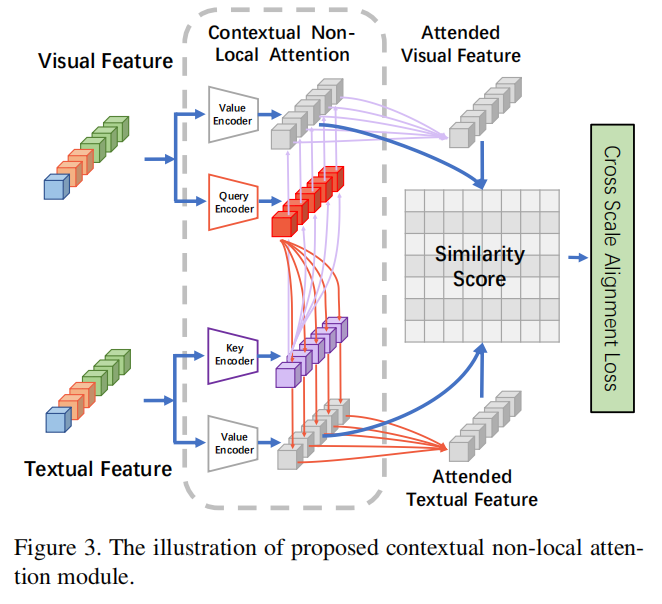 Contextual Non-
Local Attention
Attended
Visual Feature
Visual Feature
Value
Encoder
Query
Encoder
Similarity
Score
Cross Scale Alignment Loss
Key
Encoder
Value
Encoder
Textual Feature
Attended
Textual Feature
Figure 3. The illustration of proposed contextual non-local atten-
tion module.